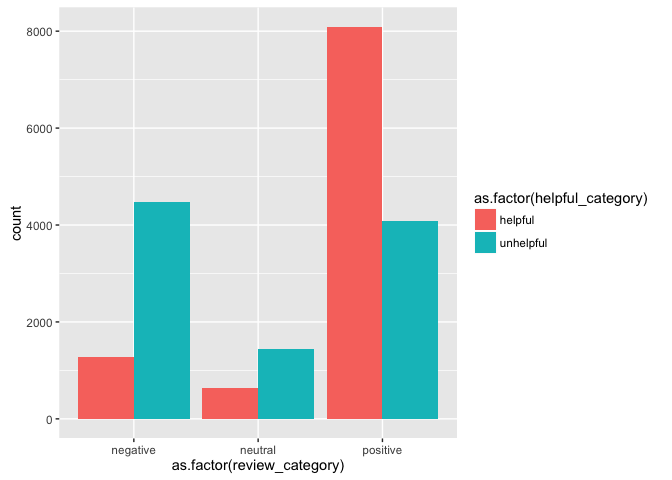 8000
6000
4000
2000
0
count
negative neutral positive
as.factor(review_category)
as.factor(helpful_category)
helpful
unhelpful